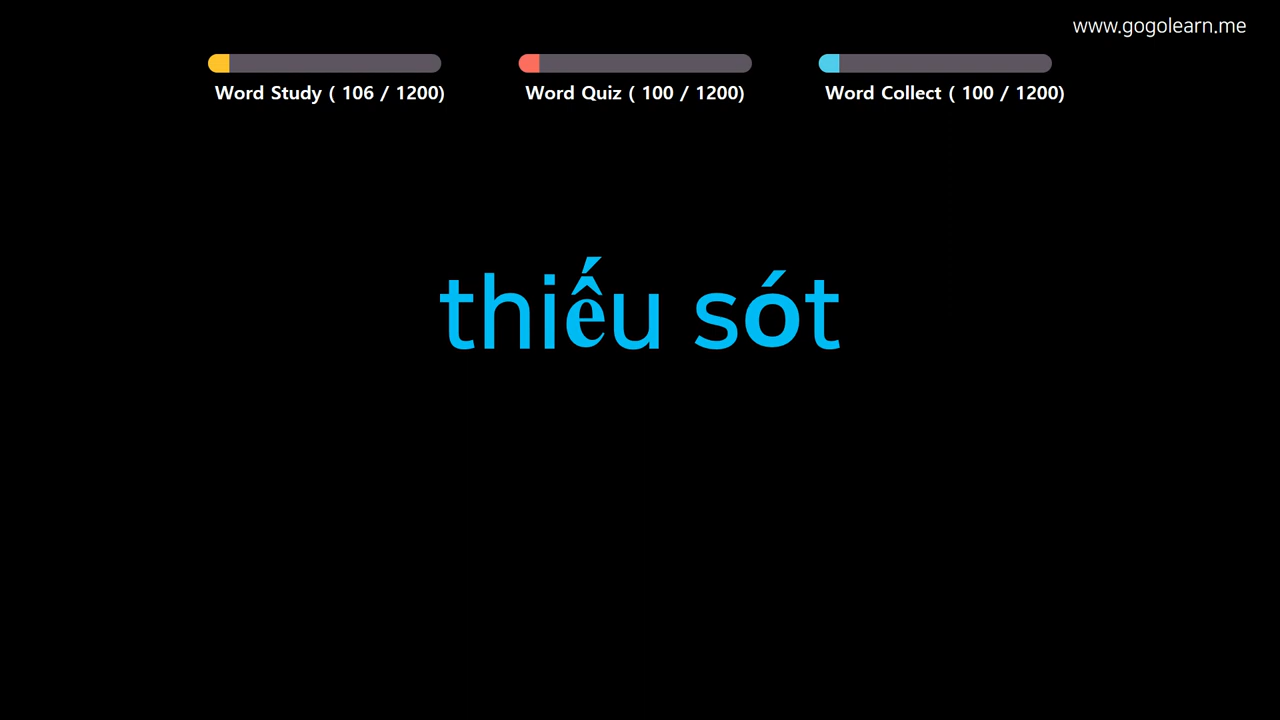 www.gogolearn.me
Word Study ( 106 / 1200)
Word Quiz ( 100 / 1200)
Word Collect ( 100 / 1200)
thiếu sót